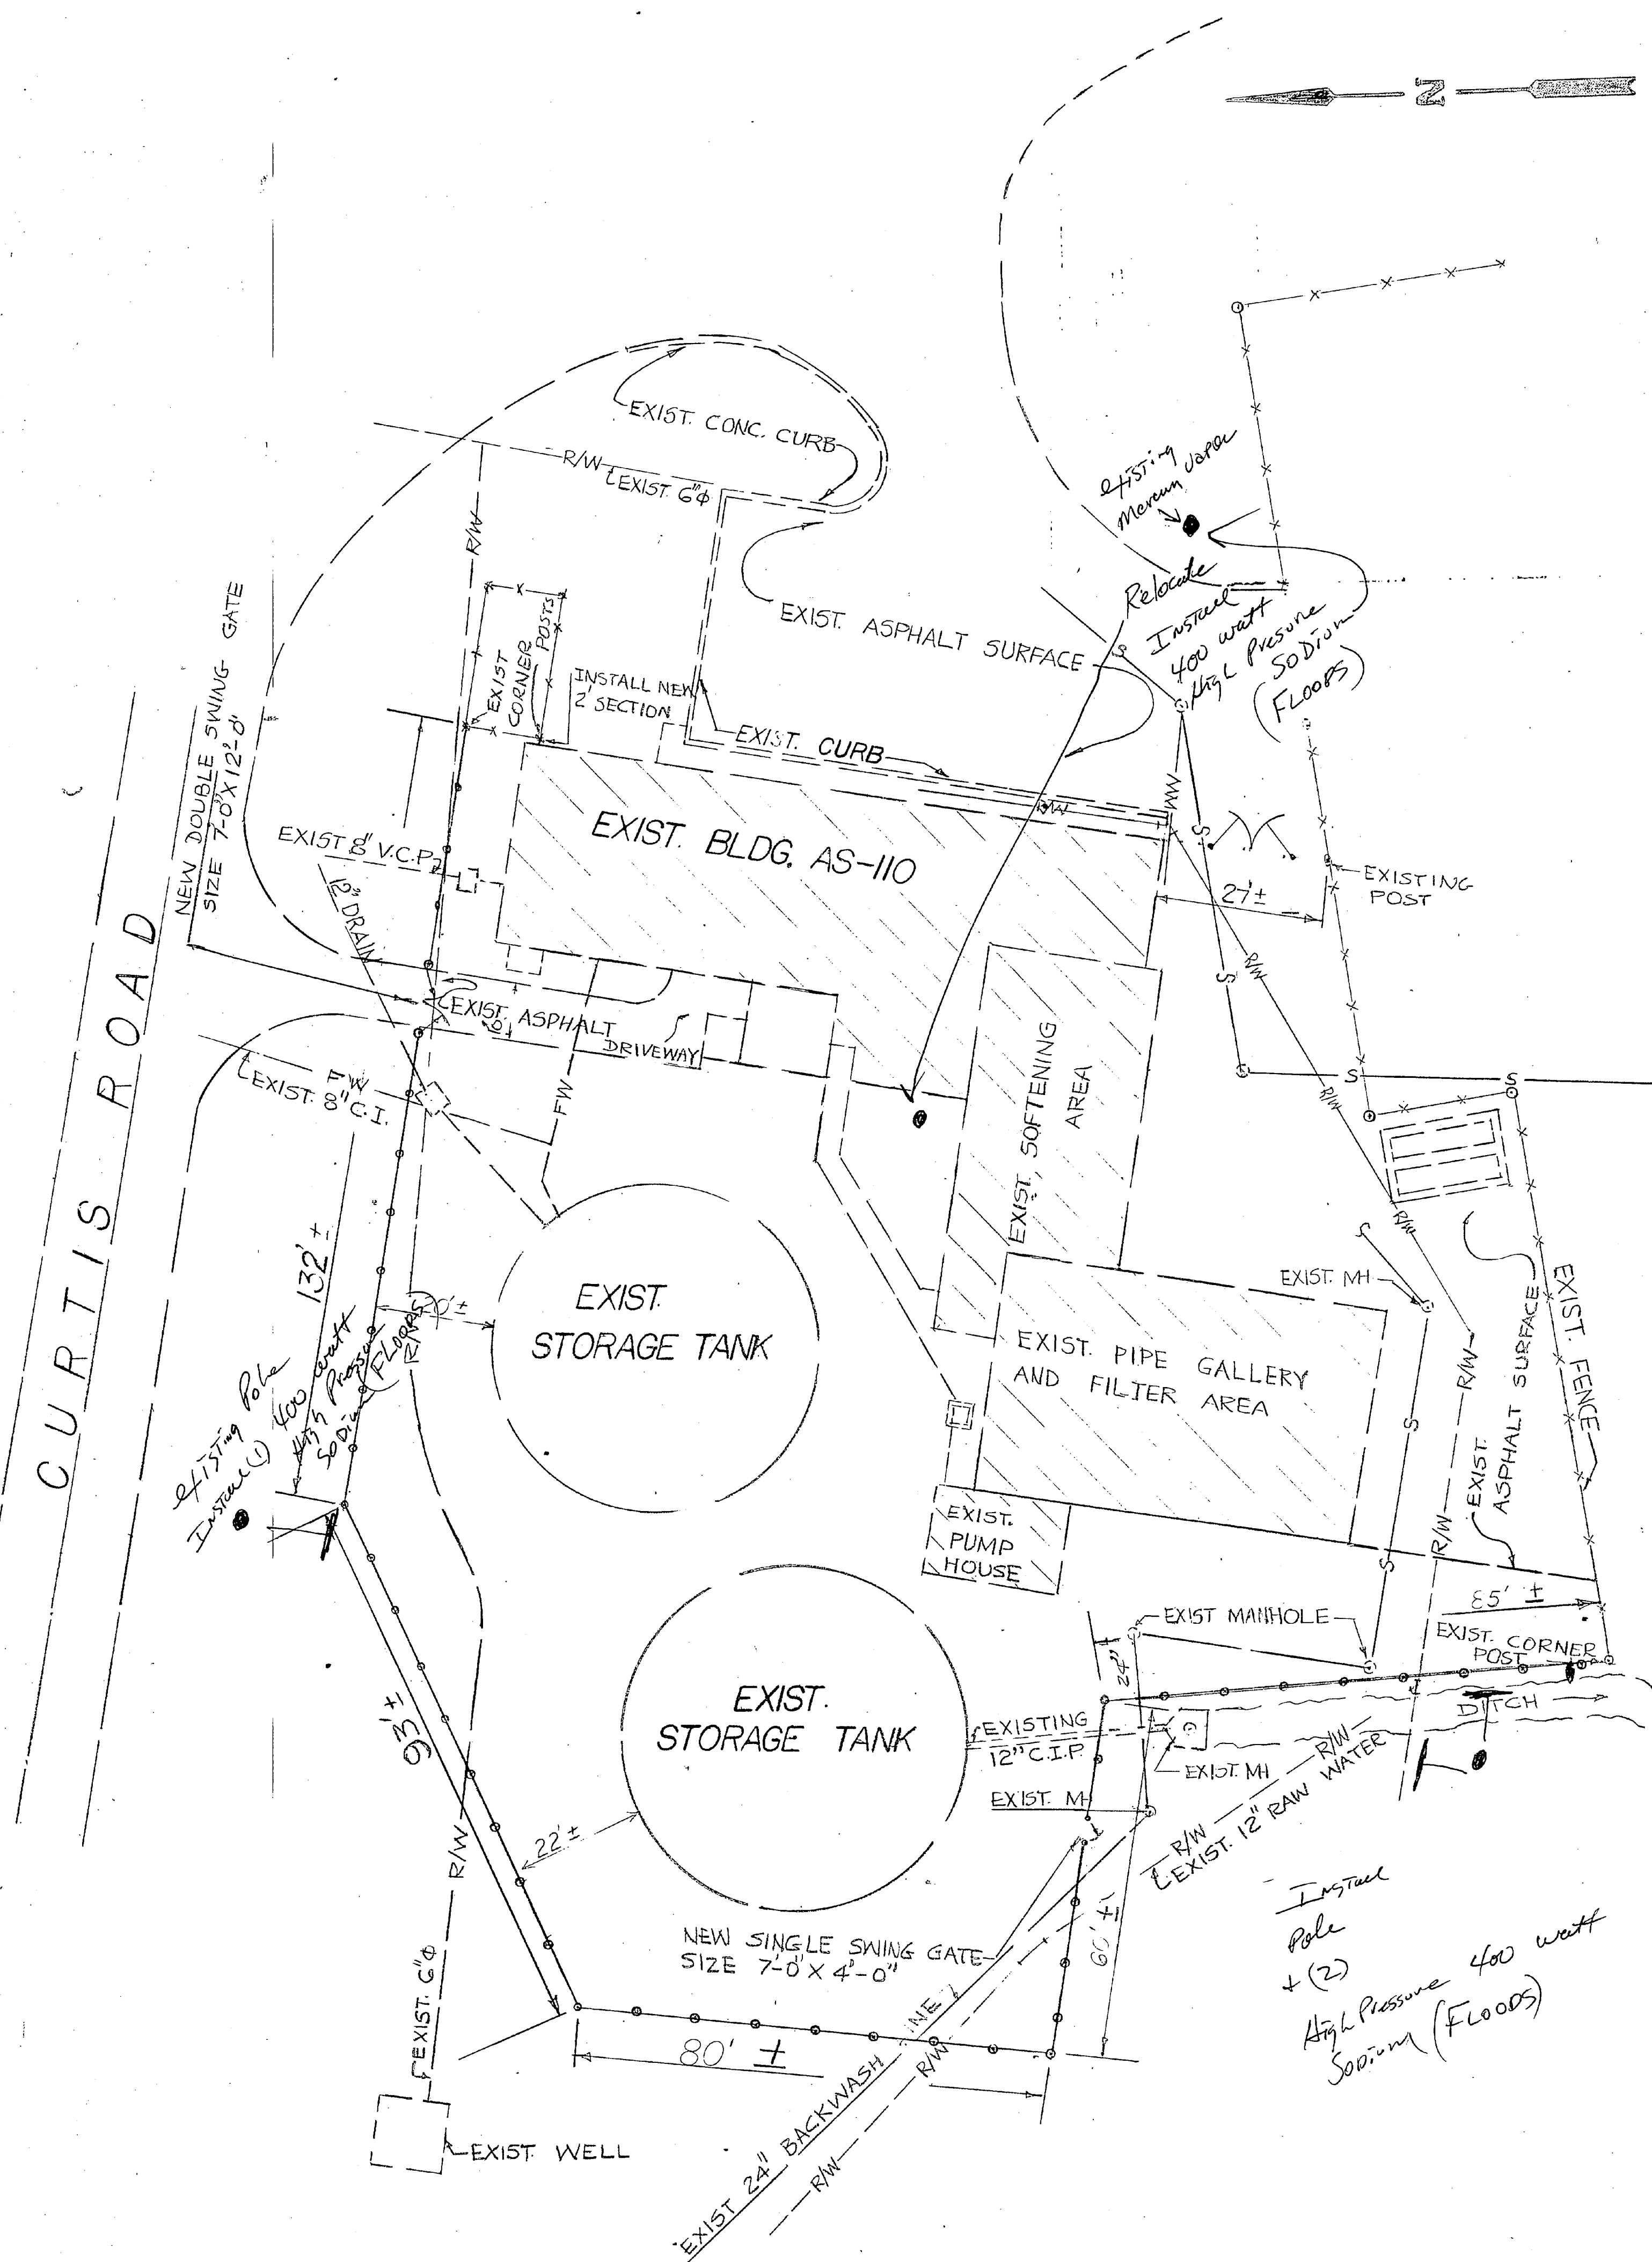 N
EXIST. CONC. CURB
R/W
EXIST. 6"φ
R/W
existing
Mercury Vapor
Relocate
Install
400 watt
High Pressure
Sodium
(FLOODS)
EXIST. ASPHALT SURFACE
S
NEW DOUBLE SWING GATE
SIZE 7'-0" X 12'-0"
EXIST
CORNER POSTS
INSTALL NEW
2' SECTION
EXIST. CURB
R/W
R/W
S
EXIST. BLDG. AS-110
EXIST 8" V.C.P.
12" DRAIN
27'±
EXISTING
POST
R/W
S
EXIST. ASPHALT
DRIVEWAY
FW
EXIST. 8" C.I.
FW
EXIST. SOFTENING
AREA
S
S
R/W
R/W
CURTIS ROAD
132'±
20'±
R/W
EXIST.
STORAGE TANK
EXIST. MH
EXIST. PIPE GALLERY
AND FILTER AREA
R/W
S
EXIST.
ASPHALT SURFACE
EXIST. FENCE
existing Pole
Install (1) 400 watt
High Pressure
Sodium (FLOODS)
EXIST.
PUMP
HOUSE
S
R/W
85' ±
EXIST MANHOLE
24"
EXIST. CORNER
POST
DITCH
93'±
EXIST.
STORAGE TANK
EXISTING
12" C.I.P.
EXIST. MH
EXIST. MH
R/W
R/W
EXIST. 12" RAW WATER
R/W
22'±
60' ±
NEW SINGLE SWING GATE
SIZE 7'-0" X 4'-0"
Install
Pole
+ (2)
High Pressure 400 watt
Sodium (FLOODS)
EXIST. 6"φ
80' ±
R/W
EXIST 24" BACKWASH LINE
R/W
EXIST. WELL